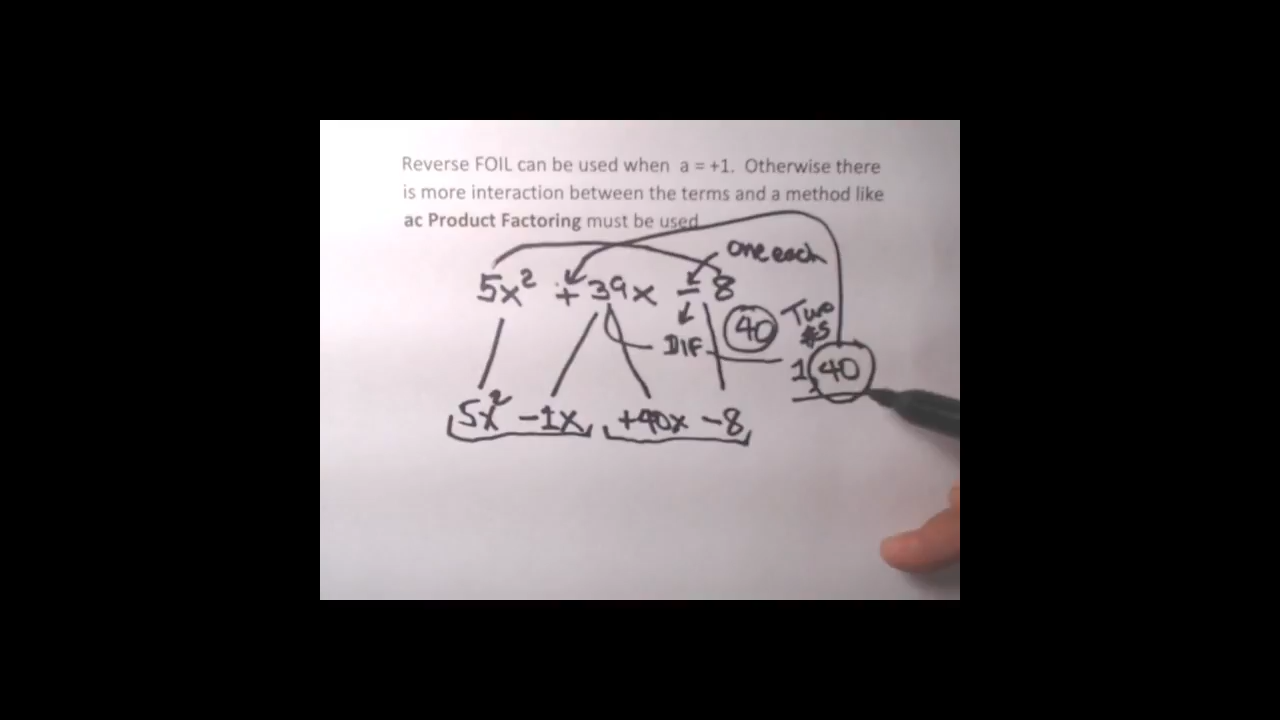 Reverse FOIL can be used when a = +1. Otherwise there
is more interaction between the terms and a method like
ac Product Factoring must be used
one each
5x² + 39x - 8
40
Two
#s
DIF
1, 40
5x² - 1x + 40x - 8